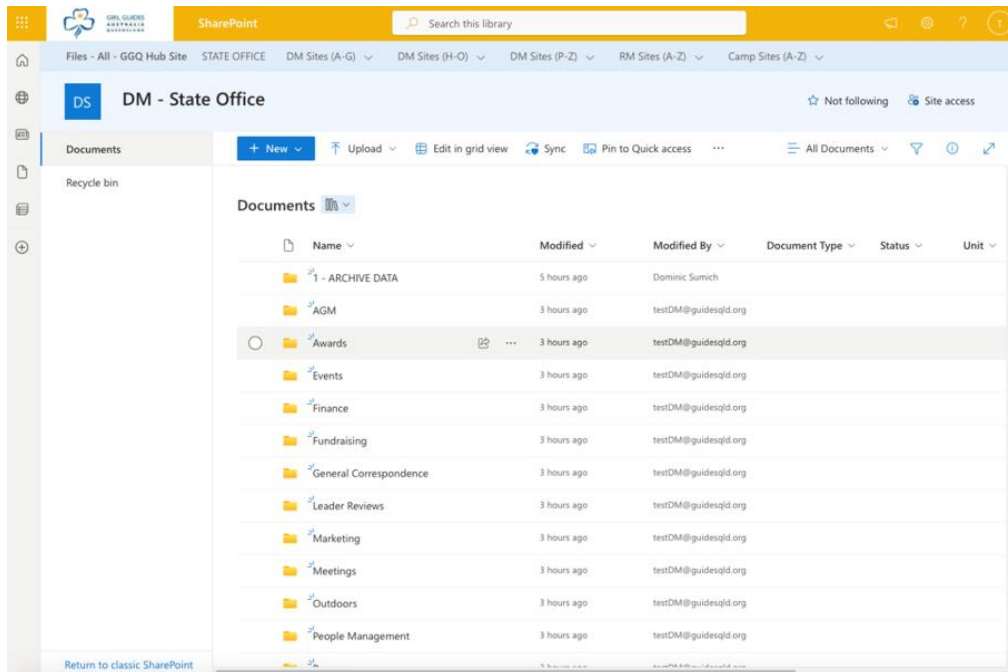 GIRL GUIDES
AUSTRALIA
QUEENSLAND
SharePoint
Search this library
?
T
Files - All - GGQ Hub Site STATE OFFICE DM Sites (A-G) DM Sites (H-O) DM Sites (P-Z) RM Sites (A-Z) Camp Sites (A-Z)
DS
DM - State Office
Not following Site access
Documents
Recycle bin
+ New Upload Edit in grid view Sync Pin to Quick access ... All Documents
Documents
Name Modified Modified By Document Type Status Unit
1 - ARCHIVE DATA 5 hours ago Dominic Sumich
AGM 3 hours ago testDM@guidesqld.org
Awards ... 3 hours ago testDM@guidesqld.org
Events 3 hours ago testDM@guidesqld.org
Finance 3 hours ago testDM@guidesqld.org
Fundraising 3 hours ago testDM@guidesqld.org
General Correspondence 3 hours ago testDM@guidesqld.org
Leader Reviews 3 hours ago testDM@guidesqld.org
Marketing 3 hours ago testDM@guidesqld.org
Meetings 3 hours ago testDM@guidesqld.org
Outdoors 3 hours ago testDM@guidesqld.org
People Management 3 hours ago testDM@guidesqld.org
Return to classic SharePoint